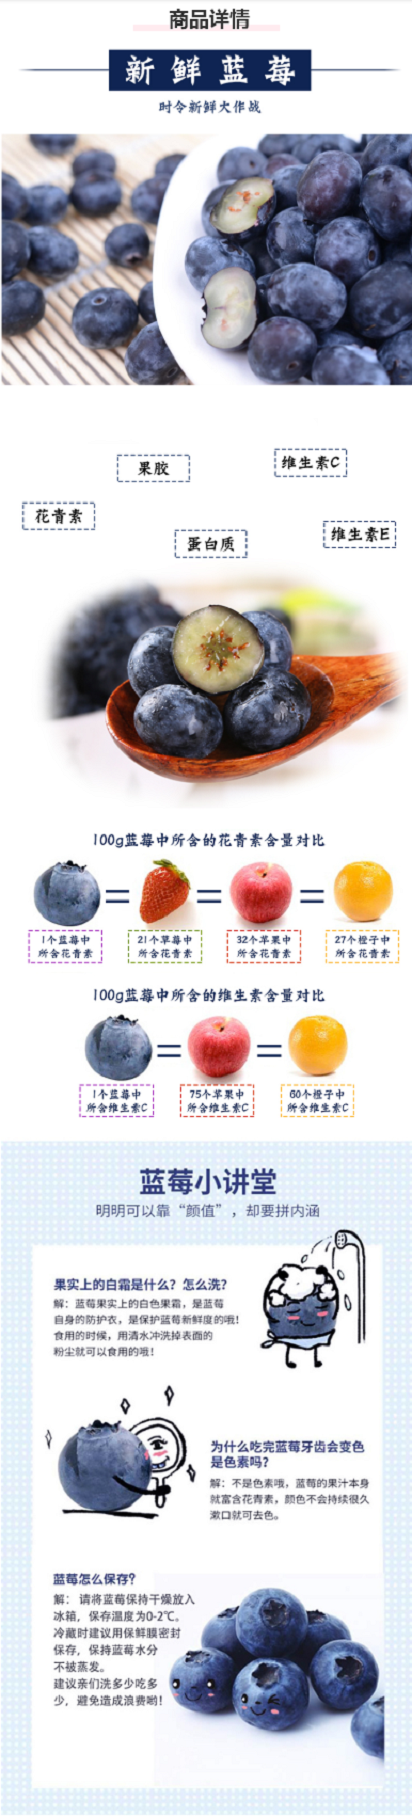 商品详情
新鲜蓝莓
时令新鲜大作战
果胶
维生素C
花青素
蛋白质
维生素E
100g蓝莓中所含的花青素含量对比
1个蓝莓中
所含花青素
21个草莓中
所含花青素
32个苹果中
所含花青素
27个橙子中
所含花青素
100g蓝莓中所含的维生素含量对比
1个蓝莓中
所含维生素C
75个苹果中
所含维生素C
60个橙子中
所含维生素C
蓝莓小讲堂
明明可以靠“颜值”，却要拼内涵
果实上的白霜是什么？怎么洗？
解：蓝莓果实上的白色果霜，是蓝莓
自身的防护衣，是保护蓝莓新鲜度的哦！
食用的时候，用清水冲洗掉表面的
粉尘就可以食用的哦！
为什么吃完蓝莓牙齿会变色
是色素吗？
解：不是色素哦，蓝莓的果汁本身
就富含花青素，颜色不会持续很久
漱口就可去色。
蓝莓怎么保存？
解：请将蓝莓保持干燥放入
冰箱，保存温度为0-2℃。
冷藏时建议用保鲜膜密封
保存，保持蓝莓水分
不被蒸发。
建议亲们洗多少吃多
少，避免造成浪费哟！